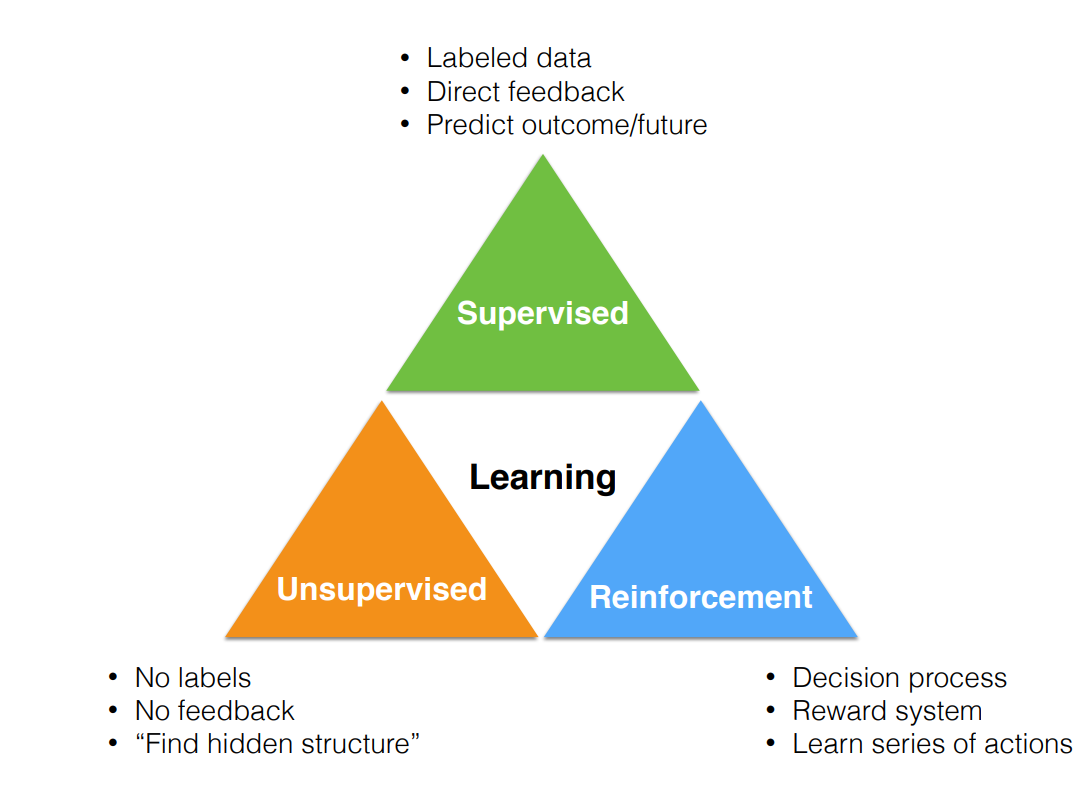 • Labeled data
• Direct feedback
• Predict outcome/future
Supervised
Learning
Unsupervised
Reinforcement
• No labels
• No feedback
• “Find hidden structure”
• Decision process
• Reward system
• Learn series of actions